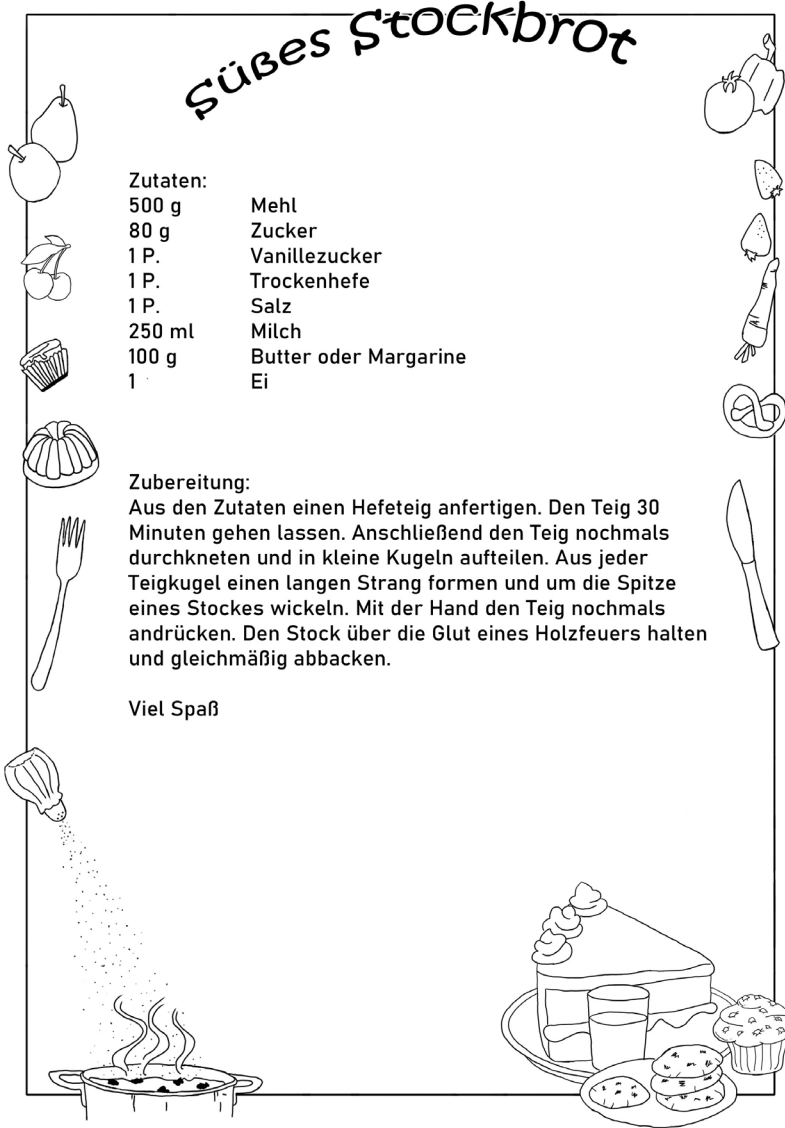 Süßes Stockbrot
Zutaten:
500 g Mehl
80 g Zucker
1 P. Vanillezucker
1 P. Trockenhefe
1 P. Salz
250 ml Milch
100 g Butter oder Margarine
1 Ei
Zubereitung:
Aus den Zutaten einen Hefeteig anfertigen. Den Teig 30
Minuten gehen lassen. Anschließend den Teig nochmals
durchkneten und in kleine Kugeln aufteilen. Aus jeder
Teigkugel einen langen Strang formen und um die Spitze
eines Stockes wickeln. Mit der Hand den Teig nochmals
andrücken. Den Stock über die Glut eines Holzfeuers halten
und gleichmäßig abbacken.
Viel Spaß